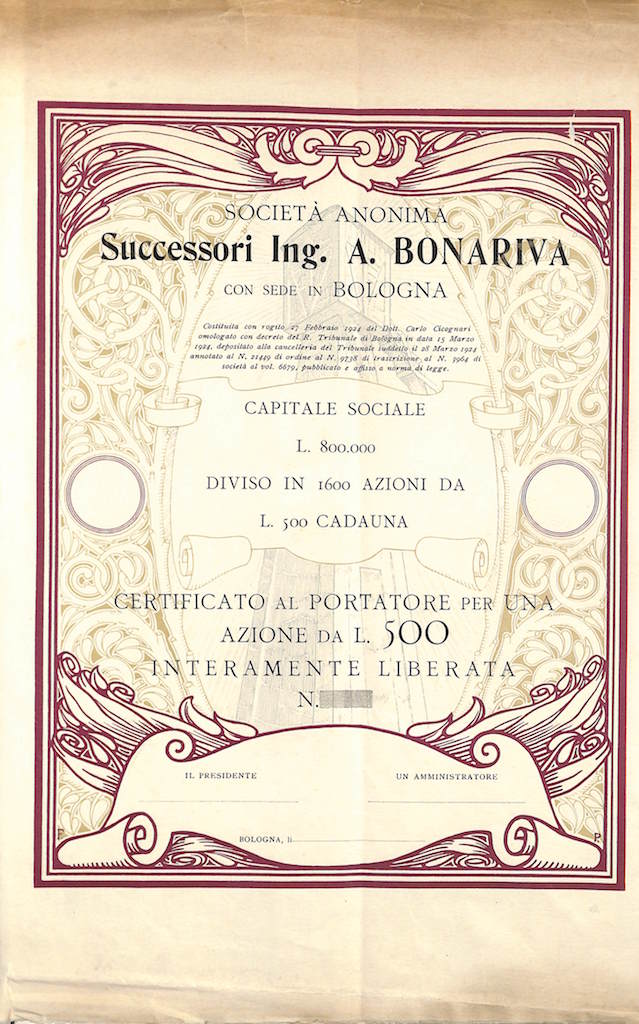 SOCIETÀ ANONIMA
Successori Ing. A. BONARIVA
CON SEDE IN BOLOGNA
Costituita con rogito 27 Febbraio 1924 del Dott. Carlo Cicognari
omologato con decreto del R. Tribunale di Bologna in data 15 Marzo
1924, depositato alla cancelleria del Tribunale suddetto il 28 Marzo 1924
annotato al N. 21449 di ordine al N. 9738 di trascrizione al N. 3964 di
società al vol. 6679, pubblicato e affisso a norma di legge.
CAPITALE SOCIALE
L. 800.000
DIVISO IN 1600 AZIONI DA
L. 500 CADAUNA
CERTIFICATO AL PORTATORE PER UNA
AZIONE DA L. 500
INTERAMENTE LIBERATA
N.
IL PRESIDENTE
UN AMMINISTRATORE
BOLOGNA, li
F
P.